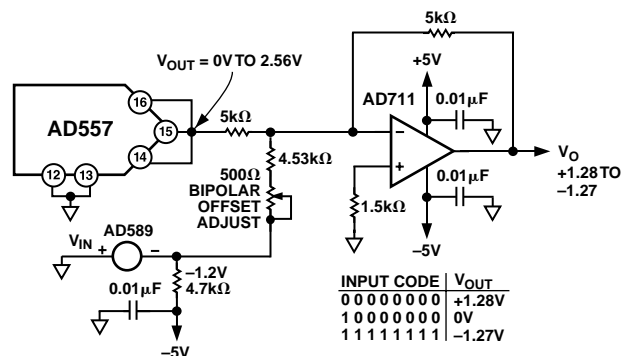 5kΩ
V_OUT = 0V TO 2.56V
+5V
16
AD711
0.01μF
AD557
15
5kΩ
–
14
4.53kΩ
+
V_O
+1.28 TO
–1.27
12 13
500Ω
BIPOLAR
OFFSET
ADJUST
0.01μF
1.5kΩ
AD589
V_IN + –
–5V
–1.2V
4.7kΩ
0.01μF
–5V
INPUT CODE V_OUT
0 0 0 0 0 0 0 0 +1.28V
1 0 0 0 0 0 0 0 0V
1 1 1 1 1 1 1 1 –1.27V